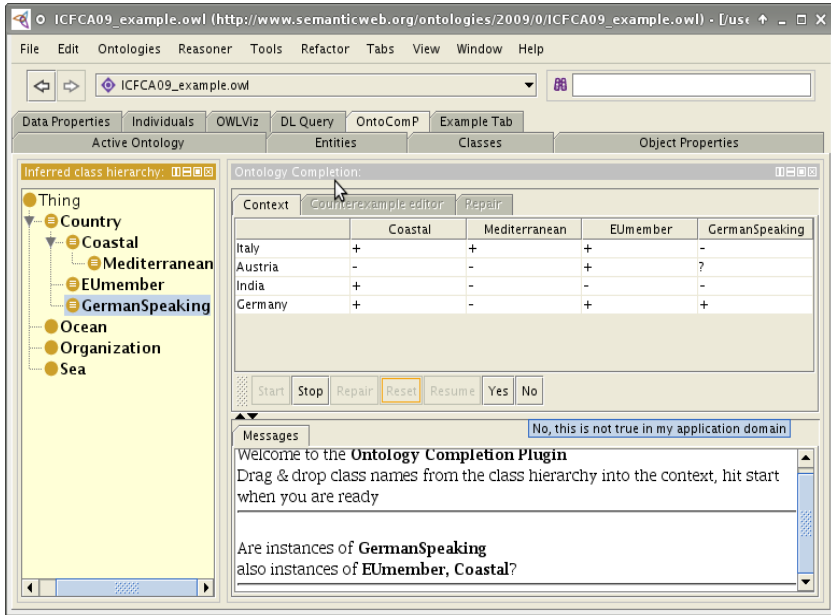 ICFCA09_example.owl (http://www.semanticweb.org/ontologies/2009/0/ICFCA09_example.owl) - [/use
File Edit Ontologies Reasoner Tools Refactor Tabs View Window Help
ICFCA09_example.owl
Data Properties Individuals OWLViz DL Query OntoComP Example Tab
Active Ontology Entities Classes Object Properties
Inferred class hierarchy:
Thing
Country
Coastal
Mediterranean
EUmember
GermanSpeaking
Ocean
Organization
Sea
Ontology Completion:
Context Counterexample editor Repair
Coastal Mediterranean EUmember GermanSpeaking
Italy + + + -
Austria - - + ?
India + - - -
Germany + - + +
Start Stop Repair Reset Resume Yes No
No, this is not true in my application domain
Messages
Welcome to the Ontology Completion Plugin
Drag & drop class names from the class hierarchy into the context, hit start
when you are ready
Are instances of GermanSpeaking
also instances of EUmember, Coastal?